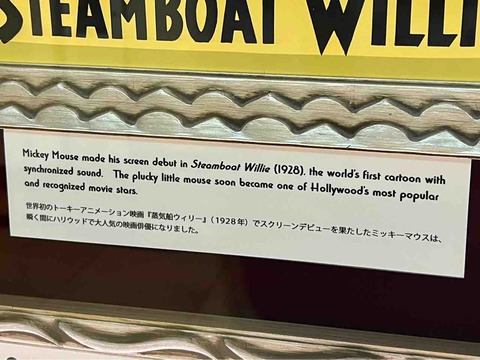 STEAMBOAT WILLI
Mickey Mouse made his screen debut in Steamboat Willie (1928), the world's first cartoon with
synchronized sound. The plucky little mouse soon became one of Hollywood's most popular
and recognized movie stars.
世界初のトーキーアニメーション映画『蒸気船ウィリー』(1928年)でスクリーンデビューを果たしたミッキーマウスは、
瞬く間にハリウッドで大人気の映画俳優になりました。